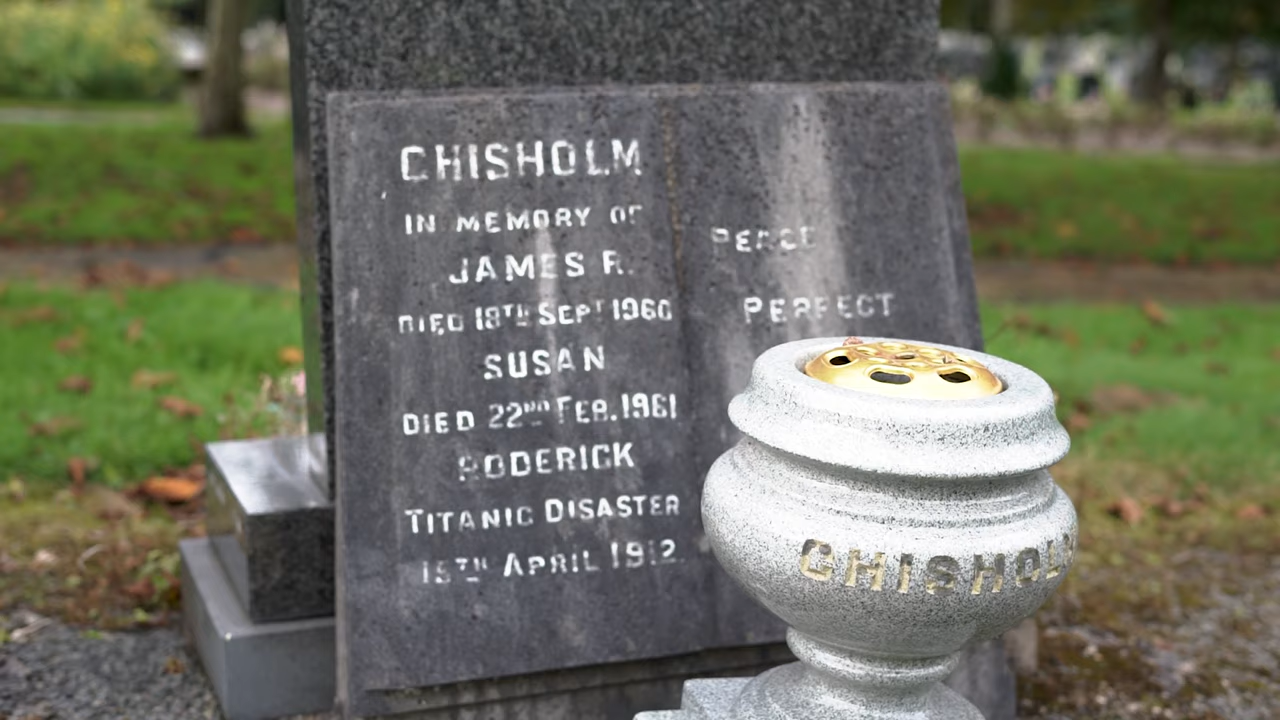 CHISHOLM
IN MEMORY OF
JAMES R.
DIED 18TH SEPT 1960
SUSAN
DIED 22ND FEB. 1961
RODERICK
TITANIC DISASTER
15TH APRIL 1912.
PEACE
PERFECT
CHISHOLM